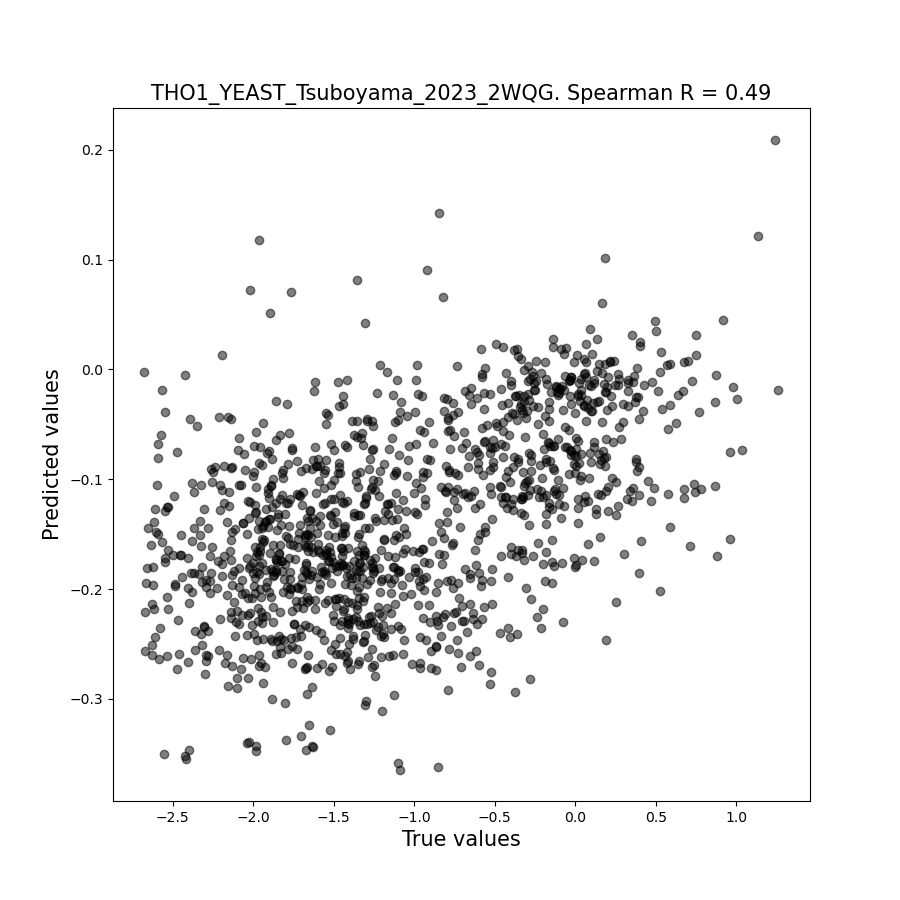 THO1_YEAST_Tsuboyama_2023_2WQG. Spearman R = 0.49
0.2
0.1
0.0
−0.1
−0.2
−0.3
Predicted values
−2.5 −2.0 −1.5 −1.0 −0.5 0.0 0.5 1.0
True values